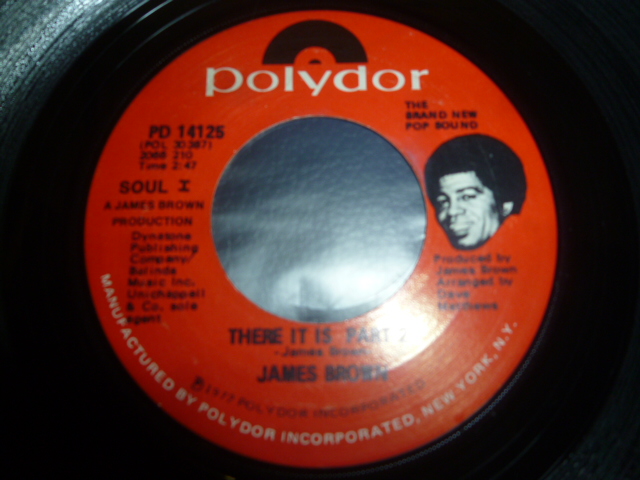 polydor
THE
BRAND NEW
POP SOUND
PD 14125
(POL 30387)
2066 210
Time 2:47
SOUL I
A JAMES BROWN
PRODUCTION
Dynatone
Publishing
Company/
Belinda
Music Inc.
Unichappell
& Co. sole
agent
Produced by
James Brown
Arranged by
Dave
Matthews
THERE IT IS PART 2
-James Brown-
JAMES BROWN
℗ 1972 POLYDOR INCORPORATED
MANUFACTURED BY POLYDOR INCORPORATED, NEW YORK, N.Y.